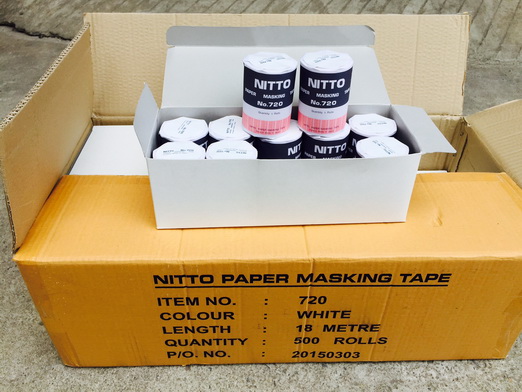 NITTO
PAPER MASKING
No.720
NITTO
PAPER MASKING
No.720
NITTO
NITTO PAPER MASKING TAPE
ITEM NO. : 720
COLOUR : WHITE
LENGTH : 18 METRE
QUANTITY : 500 ROLLS
P/O. NO. : 20150303